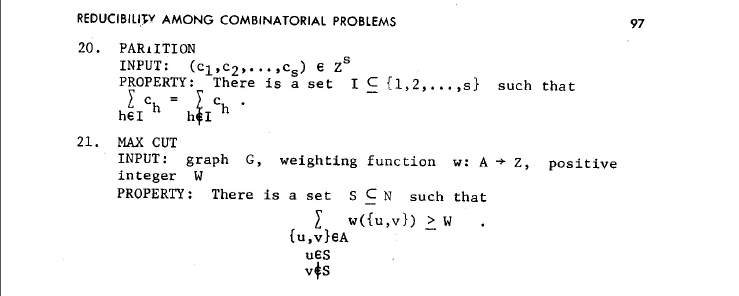 REDUCIBILITY AMONG COMBINATORIAL PROBLEMS 97
20. PARTITION
INPUT: (c₁,c₂,...,cₛ) ∈ Zˢ
PROPERTY: There is a set I ⊆ {1,2,...,s} such that
∑ cₕ = ∑ cₕ .
h∈I h∉I
21. MAX CUT
INPUT: graph G, weighting function w: A → Z, positive
integer W
PROPERTY: There is a set S ⊆ N such that
∑ w({u,v}) ≥ W .
{u,v}∈A
u∈S
v∉S